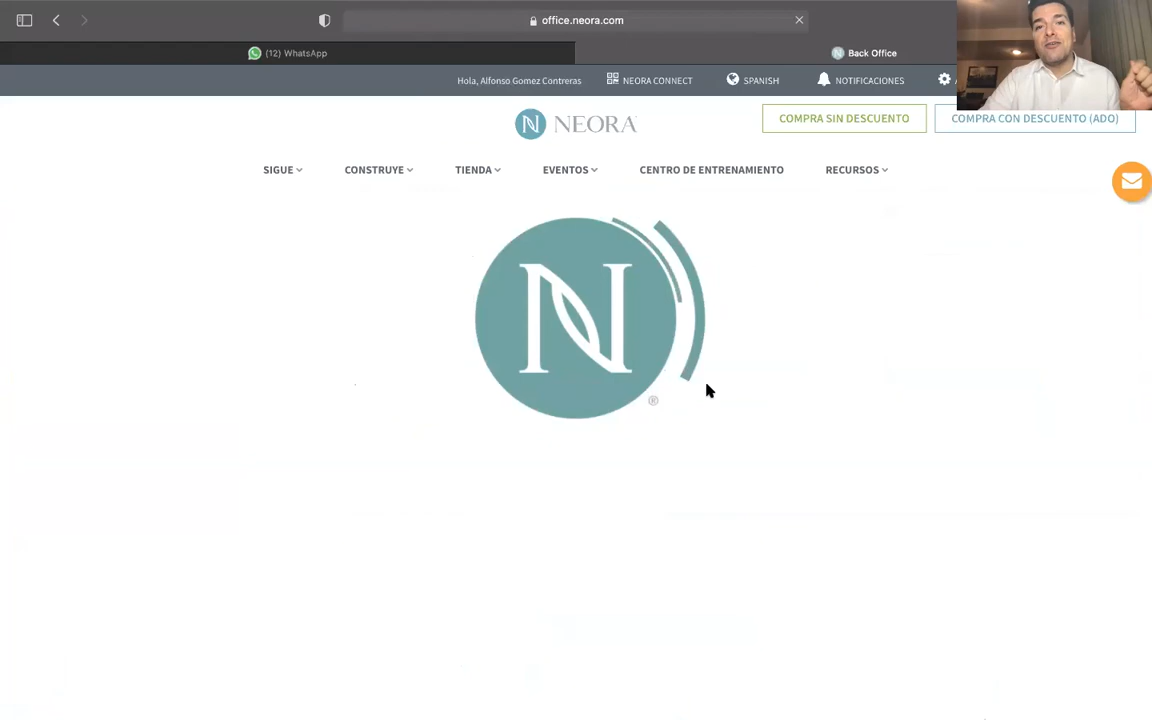 office.neora.com
(12) WhatsApp
Back Office
Hola, Alfonso Gomez Contreras
NEORA CONNECT
SPANISH
NOTIFICACIONES
N NEORA
COMPRA SIN DESCUENTO
COMPRA CON DESCUENTO (ADO)
SIGUE
CONSTRUYE
TIENDA
EVENTOS
CENTRO DE ENTRENAMIENTO
RECURSOS
N
®